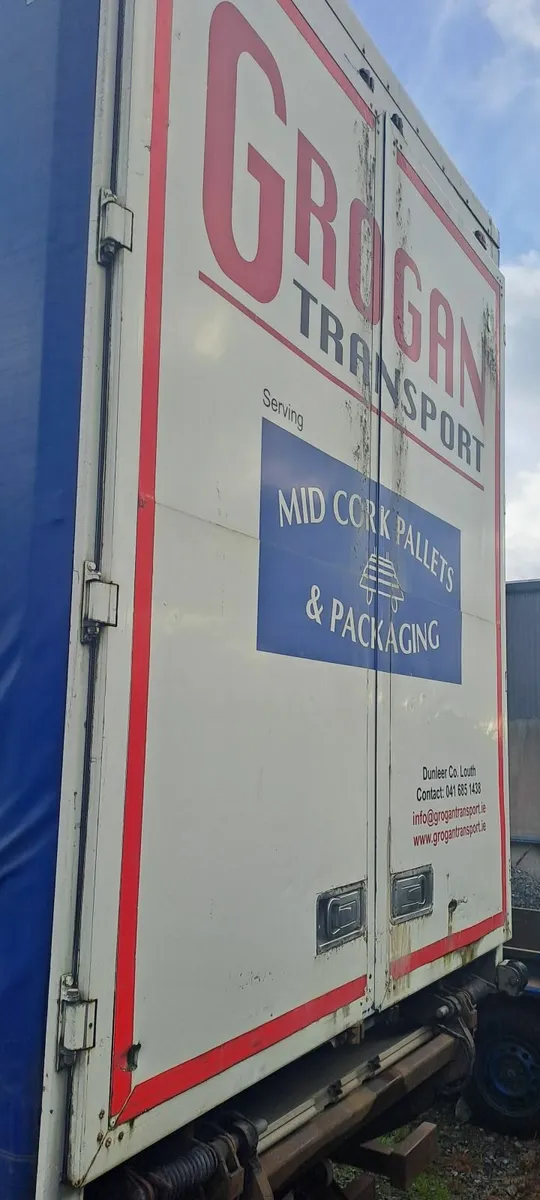 GROGAN
TRANSPORT
Serving
MID CORK PALLETS
& PACKAGING
Dunleer Co. Louth
Contact: 041 685 1438
info@grogantransport.ie
www.grogantransport.ie